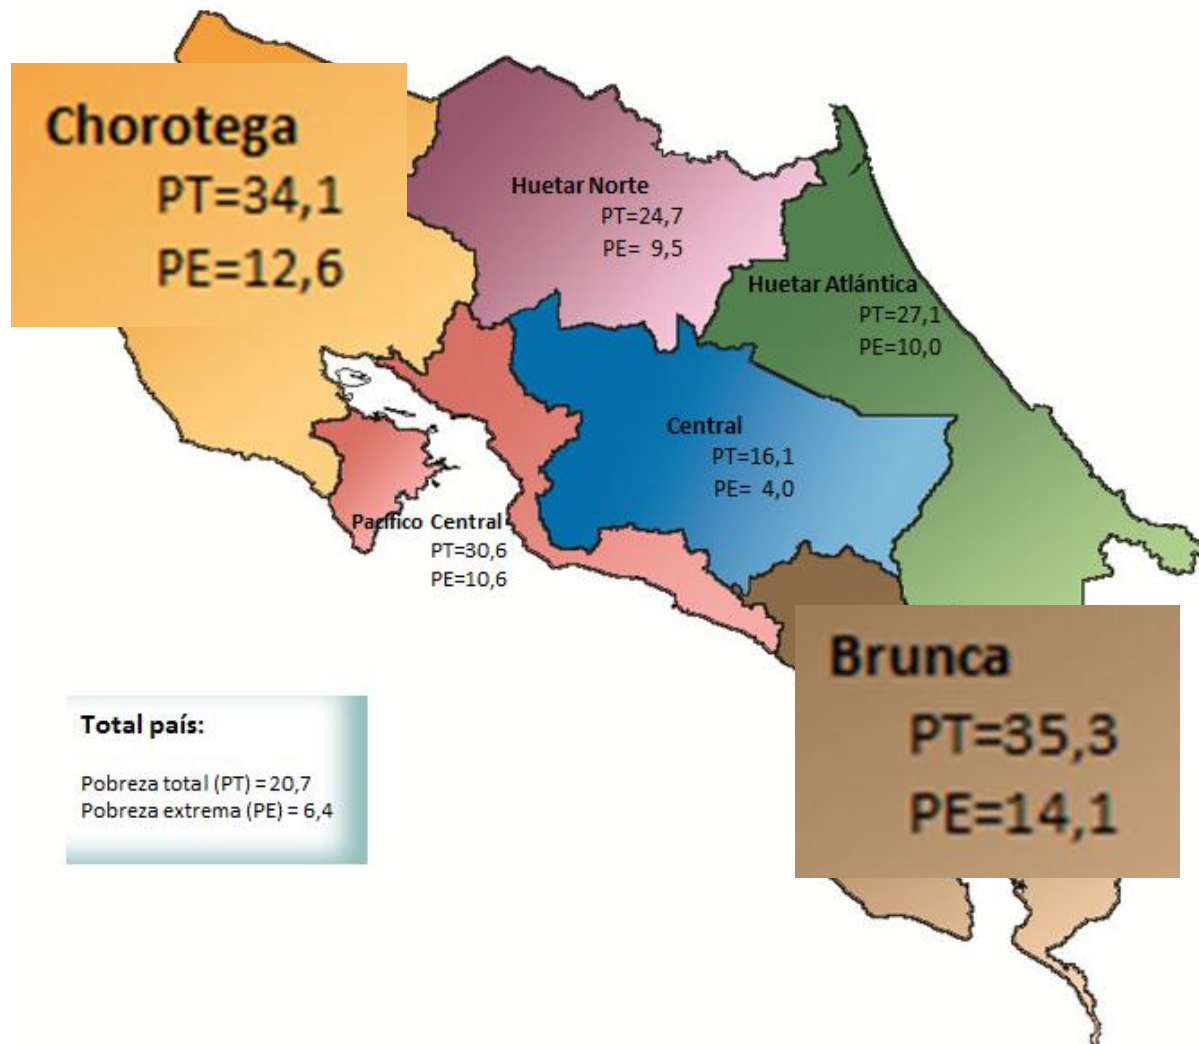 Chorotega
PT=34,1
PE=12,6
Huetar Norte
PT=24,7
PE= 9,5
Huetar Atlántica
PT=27,1
PE=10,0
Central
PT=16,1
PE= 4,0
Pacífico Central
PT=30,6
PE=10,6
Brunca
PT=35,3
PE=14,1
Total país:
Pobreza total (PT) = 20,7
Pobreza extrema (PE) = 6,4